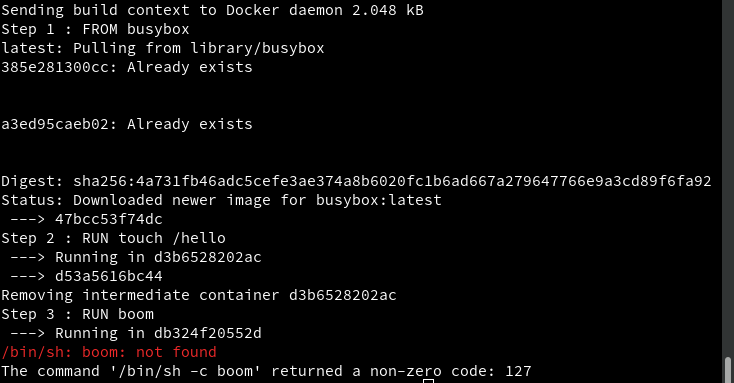 Sending build context to Docker daemon 2.048 kB
Step 1 : FROM busybox
latest: Pulling from library/busybox
385e281300cc: Already exists
a3ed95caeb02: Already exists
Digest: sha256:4a731fb46adc5cefe3ae374a8b6020fc1b6ad667a279647766e9a3cd89f6fa92
Status: Downloaded newer image for busybox:latest
 ---> 47bcc53f74dc
Step 2 : RUN touch /hello
 ---> Running in d3b6528202ac
 ---> d53a5616bc44
Removing intermediate container d3b6528202ac
Step 3 : RUN boom
 ---> Running in db324f20552d
/bin/sh: boom: not found
The command '/bin/sh -c boom' returned a non-zero code: 127